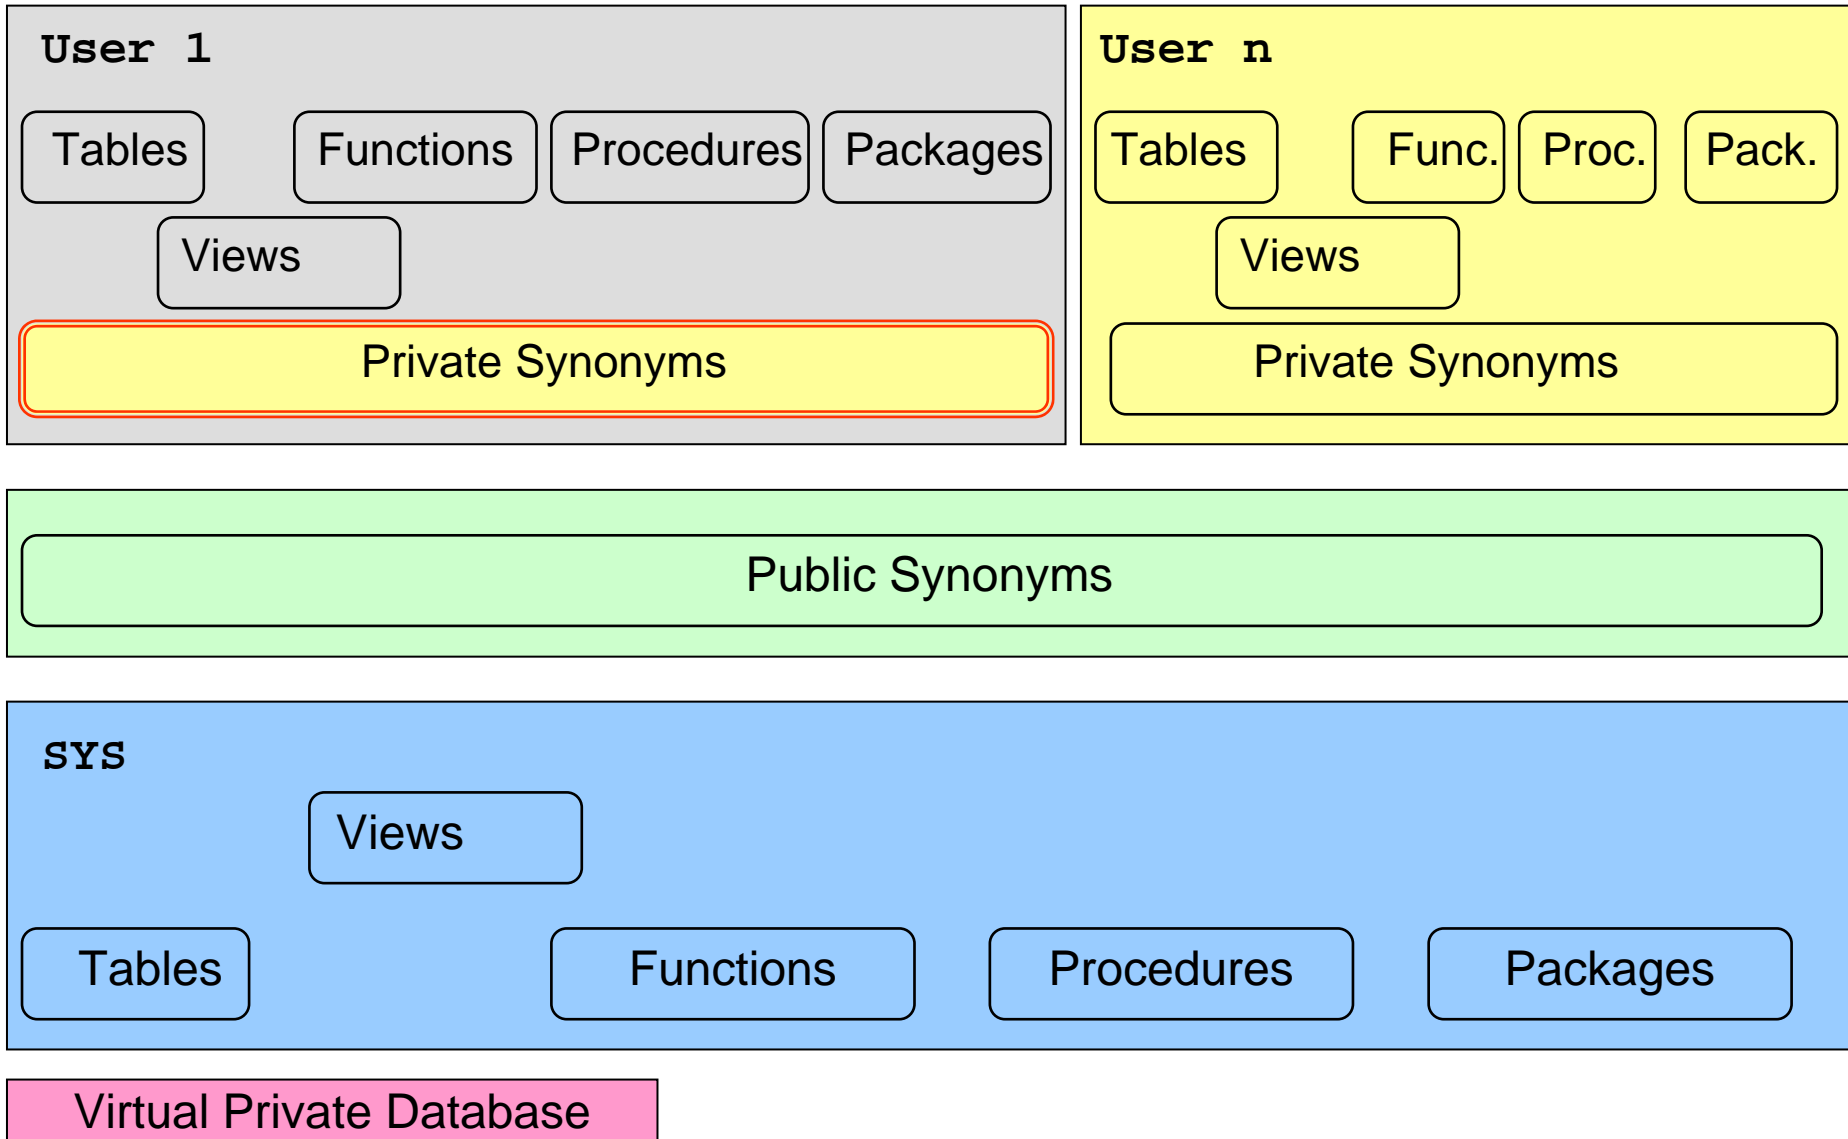 User 1
Tables Functions Procedures Packages
Views
Private Synonyms
User n
Tables Func. Proc. Pack.
Views
Private Synonyms
Public Synonyms
SYS
Views
Tables Functions Procedures Packages
Virtual Private Database